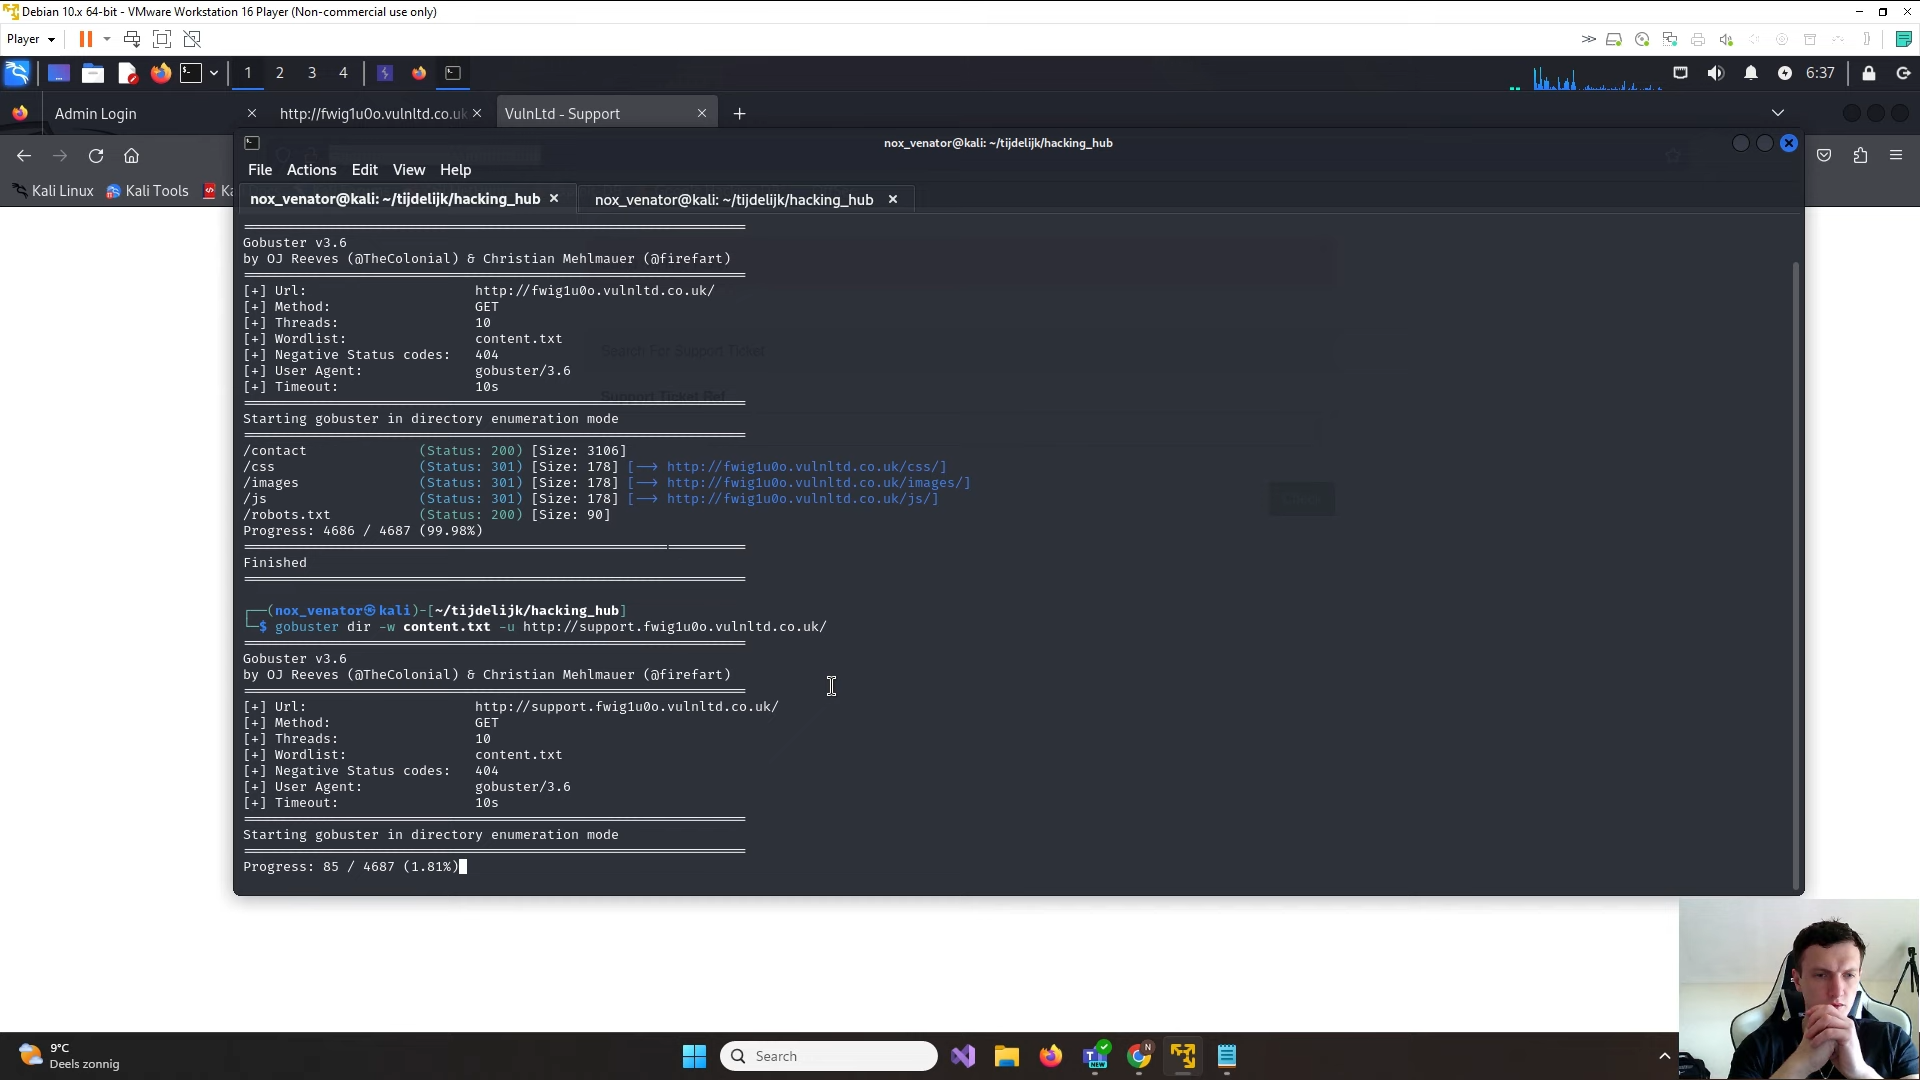 Debian 10.x 64-bit - VMware Workstation 16 Player (Non-commercial use only)
Player
1 2 3 4
6:37
Admin Login
http://fwig1u0o.vulnltd.co.uk
VulnLtd - Support
nox_venator@kali: ~/tijdelijk/hacking_hub
File Actions Edit View Help
Kali Linux Kali Tools Ka
nox_venator@kali: ~/tijdelijk/hacking_hub
nox_venator@kali: ~/tijdelijk/hacking_hub
Gobuster v3.6
by OJ Reeves (@TheColonial) & Christian Mehlmauer (@firefart)
[+] Url: http://fwig1u0o.vulnltd.co.uk/
[+] Method: GET
[+] Threads: 10
[+] Wordlist: content.txt
[+] Negative Status codes: 404
[+] User Agent: gobuster/3.6
[+] Timeout: 10s
Search For Support Ticket
Support Ticket Ref
Starting gobuster in directory enumeration mode
/contact (Status: 200) [Size: 3106]
/css (Status: 301) [Size: 178] [--> http://fwig1u0o.vulnltd.co.uk/css/]
/images (Status: 301) [Size: 178] [--> http://fwig1u0o.vulnltd.co.uk/images/]
/js (Status: 301) [Size: 178] [--> http://fwig1u0o.vulnltd.co.uk/js/]
/robots.txt (Status: 200) [Size: 90]
Progress: 4686 / 4687 (99.98%)
Finished
┌──(nox_venator㉿kali)-[~/tijdelijk/hacking_hub]
└─$ gobuster dir -w content.txt -u http://support.fwig1u0o.vulnltd.co.uk/
Gobuster v3.6
by OJ Reeves (@TheColonial) & Christian Mehlmauer (@firefart)
[+] Url: http://support.fwig1u0o.vulnltd.co.uk/
[+] Method: GET
[+] Threads: 10
[+] Wordlist: content.txt
[+] Negative Status codes: 404
[+] User Agent: gobuster/3.6
[+] Timeout: 10s
Starting gobuster in directory enumeration mode
Progress: 85 / 4687 (1.81%)
9°C
Deels zonnig
Search